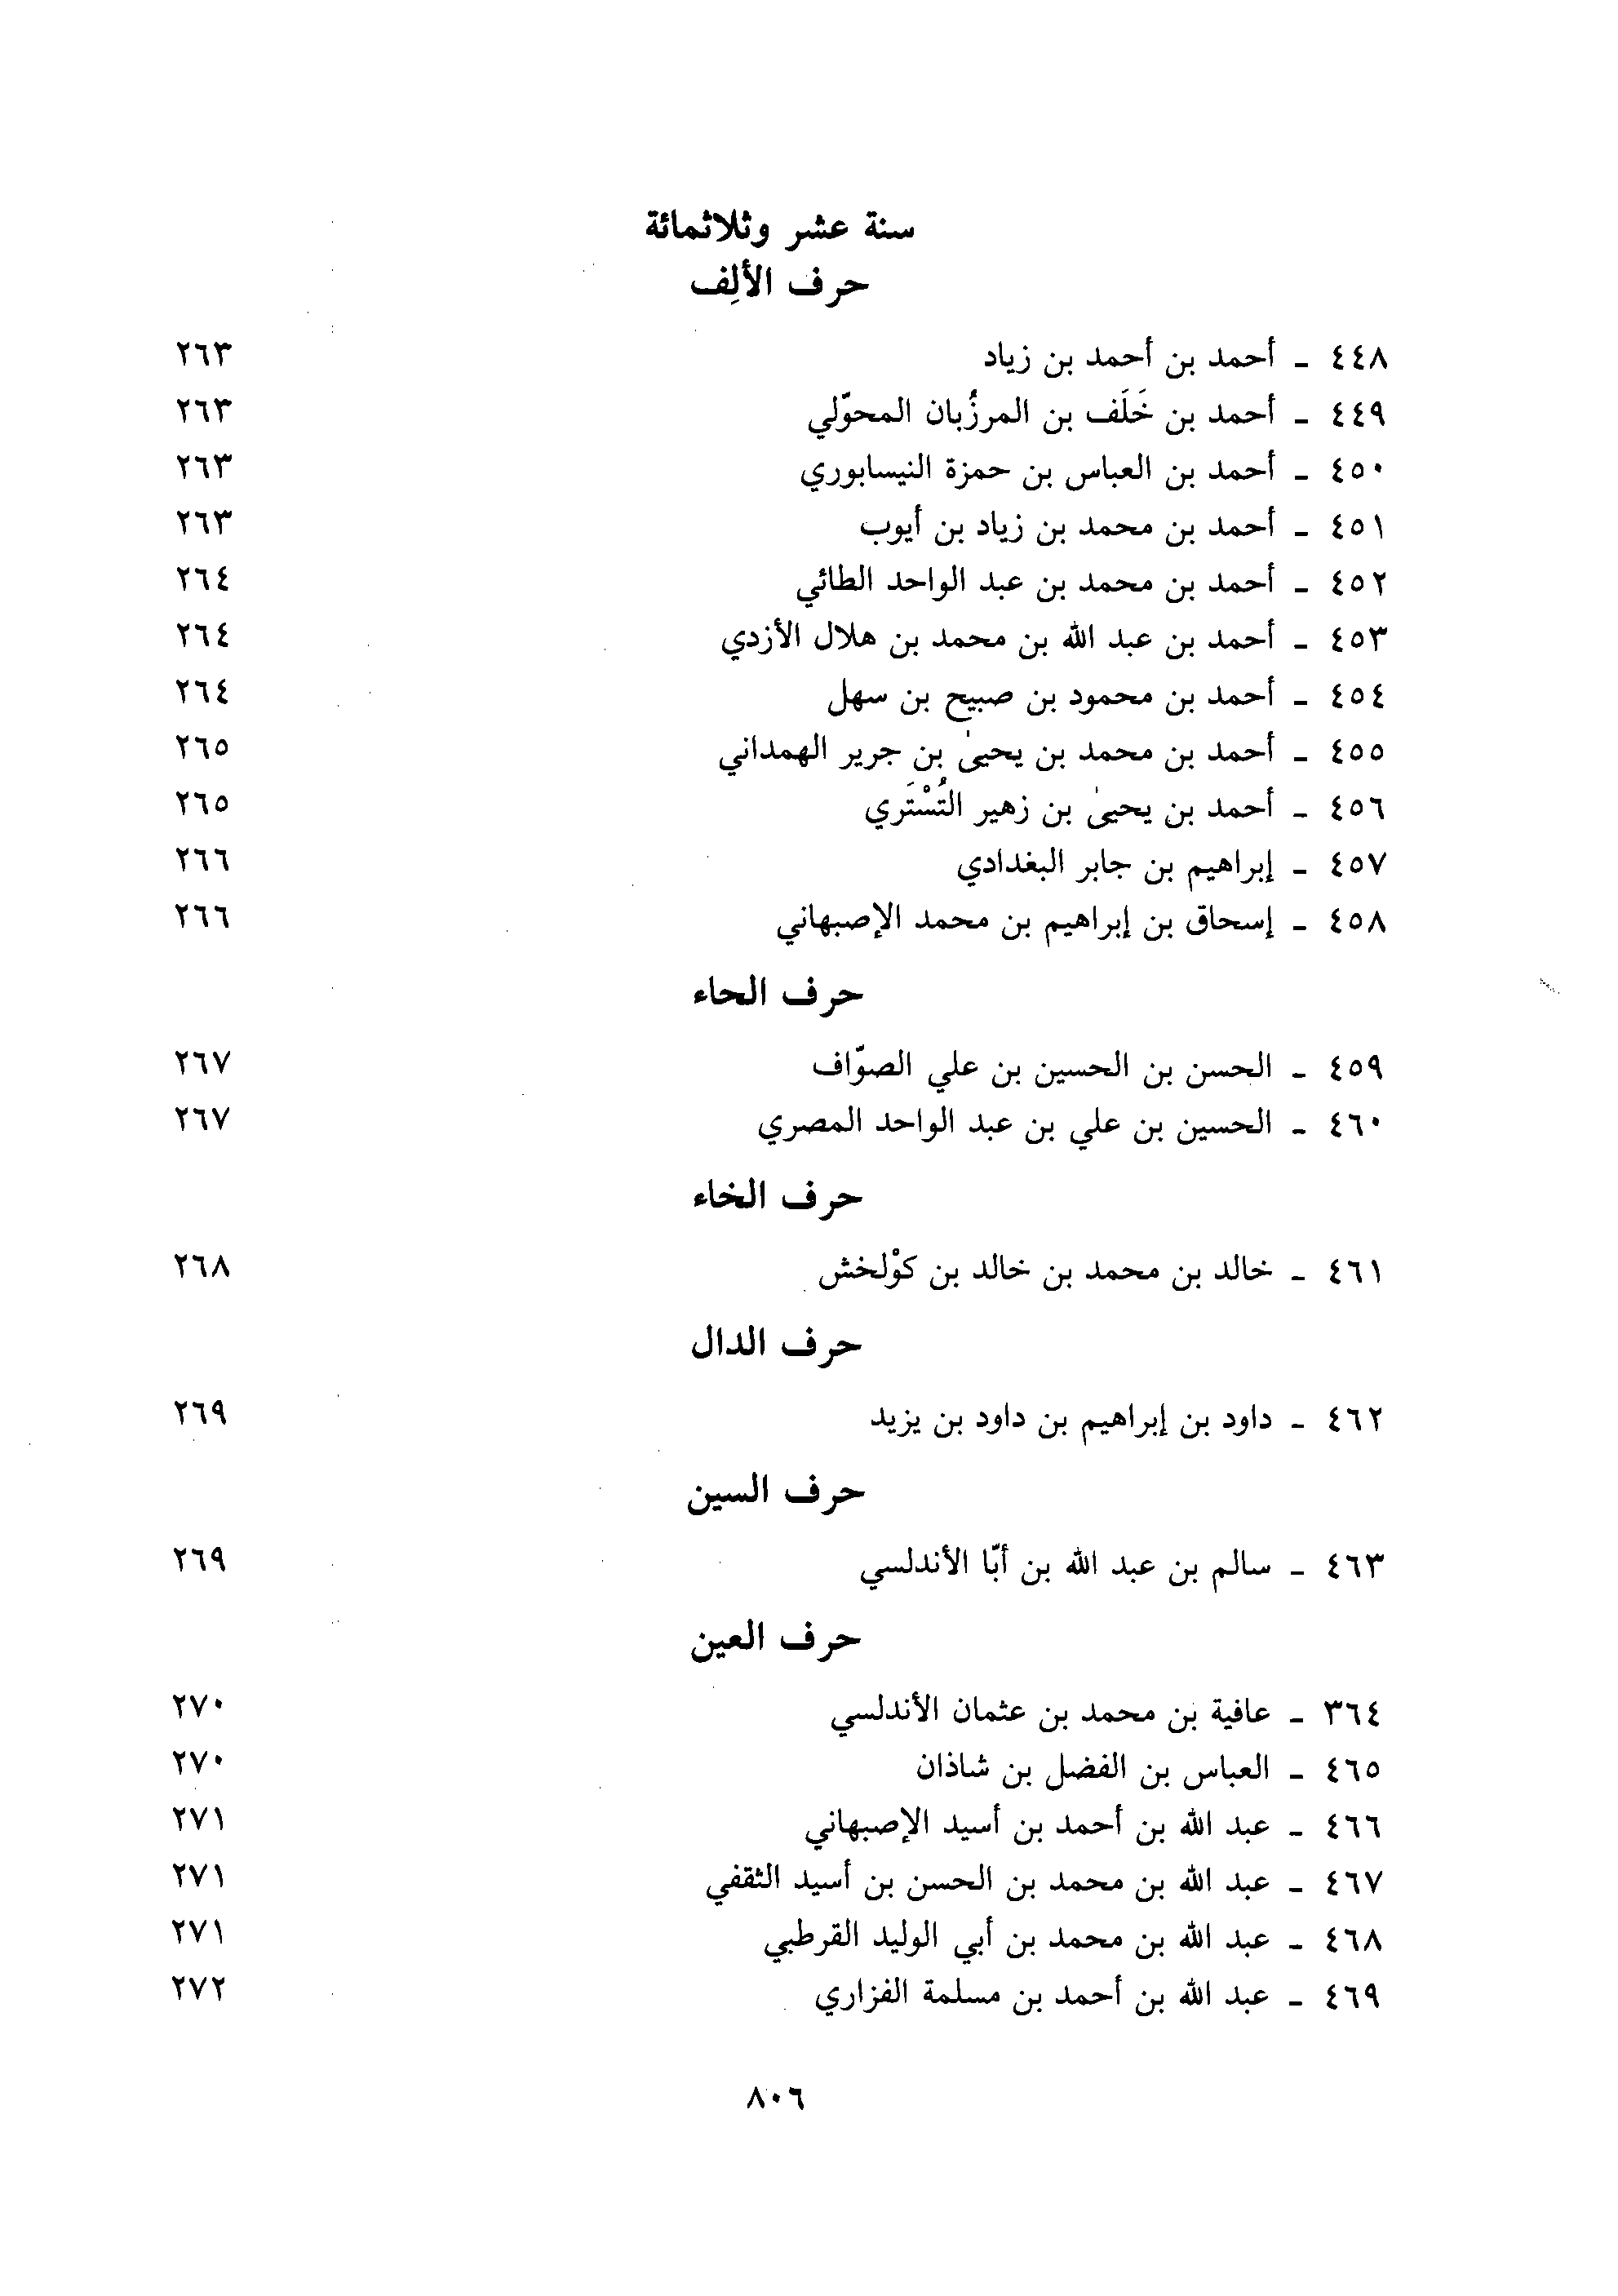 سنة عشر وثلاثمائة
حرف الألِف
٤٤٨ ـ أحمد بن أحمد بن زياد ٢٦٣
٤٤٩ ـ أحمد بن خَلَف بن المرزُبان المحوّلي ٢٦٣
٤٥٠ ـ أحمد بن العباس بن حمزة النيسابوري ٢٦٣
٤٥١ ـ أحمد بن محمد بن زياد بن أيوب ٢٦٣
٤٥٢ ـ أحمد بن محمد بن عبد الواحد الطائي ٢٦٤
٤٥٣ ـ أحمد بن عبد الله بن محمد بن هلال الأزدي ٢٦٤
٤٥٤ ـ أحمد بن محمود بن صبيح بن سهل ٢٦٤
٤٥٥ ـ أحمد بن محمد بن يحيىٰ بن جرير الهمداني ٢٦٥
٤٥٦ ـ أحمد بن يحيىٰ بن زهير التُسْتَري ٢٦٥
٤٥٧ ـ إبراهيم بن جابر البغدادي ٢٦٦
٤٥٨ ـ إسحاق بن إبراهيم بن محمد الإصبهاني ٢٦٦
حرف الحاء
٤٥٩ ـ الحسن بن الحسين بن علي الصوّاف ٢٦٧
٤٦٠ ـ الحسين بن علي بن عبد الواحد المصري ٢٦٧
حرف الخاء
٤٦١ ـ خالد بن محمد بن خالد بن كوْلخش ٢٦٨
حرف الدال
٤٦٢ ـ داود بن إبراهيم بن داود بن يزيد ٢٦٩
حرف السين
٤٦٣ ـ سالم بن عبد الله بن أبّا الأندلسي ٢٦٩
حرف العين
٣٦٤ ـ عافية بن محمد بن عثمان الأندلسي ٢٧٠
٤٦٥ ـ العباس بن الفضل بن شاذان ٢٧٠
٤٦٦ ـ عبد الله بن أحمد بن أسيد الإصبهاني ٢٧١
٤٦٧ ـ عبد الله بن محمد بن الحسن بن أسيد الثقفي ٢٧١
٤٦٨ ـ عبد الله بن محمد بن أبي الوليد القرطبي ٢٧١
٤٦٩ ـ عبد الله بن أحمد بن مسلمة الفزاري ٢٧٢
٨٠٦